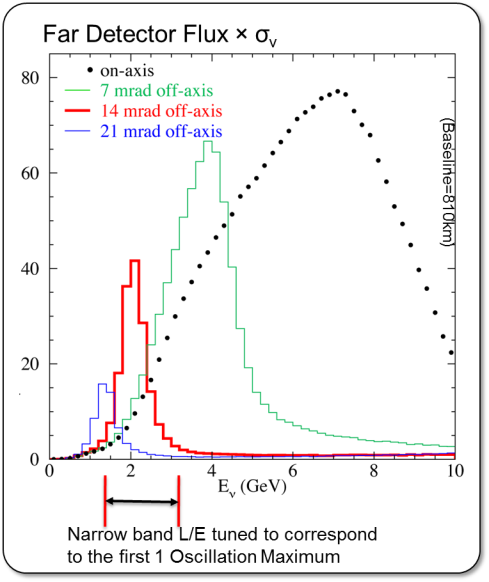 Far Detector Flux × σν
on-axis
7 mrad off-axis
14 mrad off-axis
21 mrad off-axis
(Baseline=810km)
80
60
40
20
0
0 2 4 6 8 10
Eν (GeV)
Narrow band L/E tuned to correspond
to the first 1 Oscillation Maximum